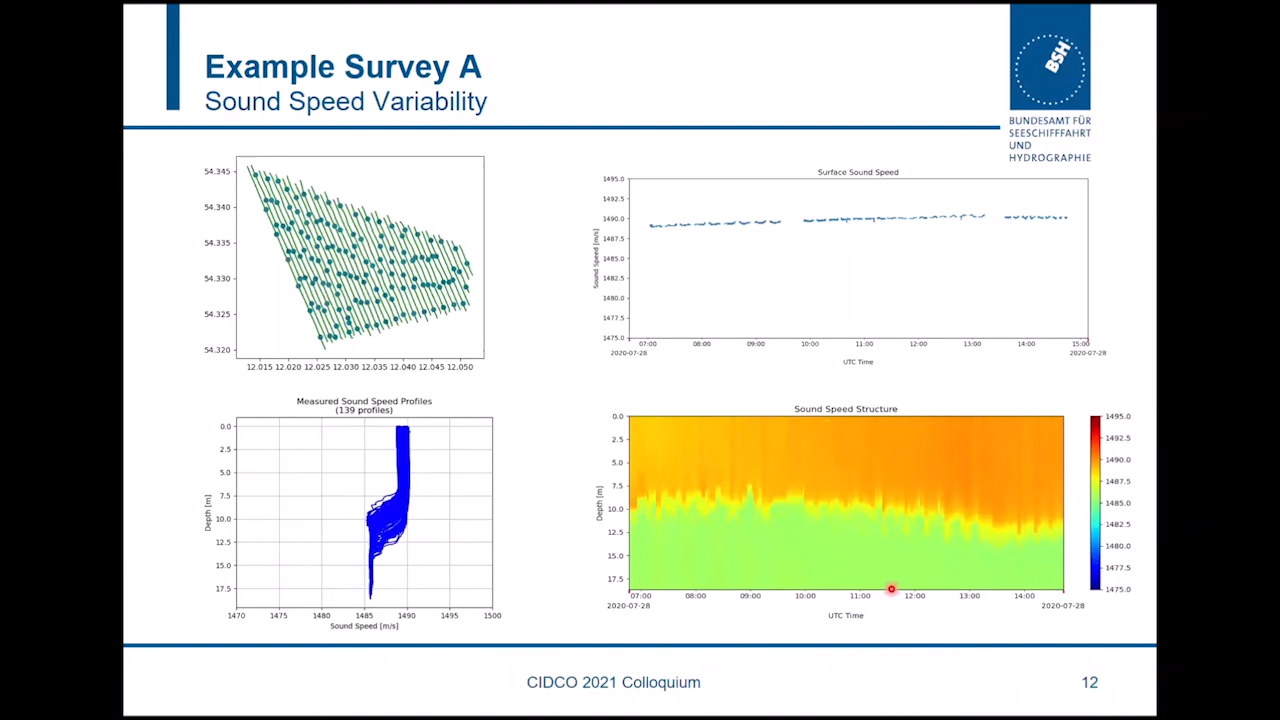 Example Survey A
Sound Speed Variability
BSH
BUNDESAMT FÜR
SEESCHIFFFAHRT
UND
HYDROGRAPHIE
54.345
54.340
54.335
54.330
54.325
54.320
12.015 12.020 12.025 12.030 12.035 12.040 12.045 12.050
Surface Sound Speed
1495.0
1492.5
1490.0
1487.5
1485.0
1482.5
1480.0
1477.5
1475.0
Sound Speed [m/s]
07:00 08:00 09:00 10:00 11:00 12:00 13:00 14:00 15:00
2020-07-28 2020-07-28
UTC Time
Measured Sound Speed Profiles
(139 profiles)
0.0
2.5
5.0
7.5
10.0
12.5
15.0
17.5
Depth [m]
1470 1475 1480 1485 1490 1495 1500
Sound Speed [m/s]
Sound Speed Structure
0.0
2.5
5.0
7.5
10.0
12.5
15.0
17.5
Depth [m]
07:00 08:00 09:00 10:00 11:00 12:00 13:00 14:00
2020-07-28 2020-07-28
UTC Time
1495.0
1492.5
1490.0
1487.5
1485.0
1482.5
1480.0
1477.5
1475.0
CIDCO 2021 Colloquium
12